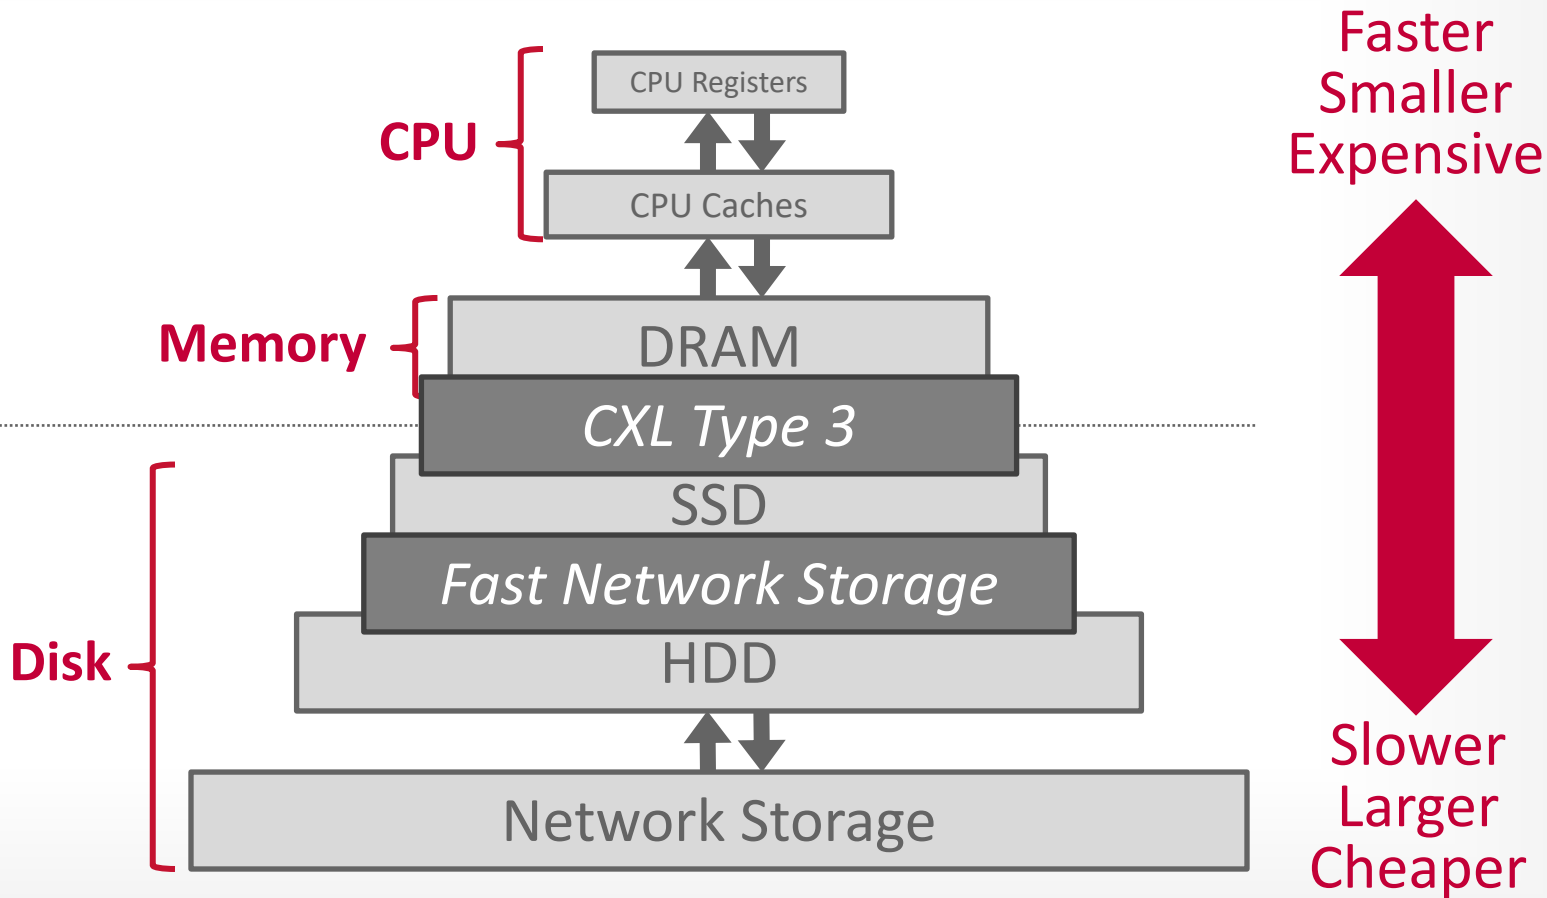 Faster
Smaller
Expensive
CPU Registers
CPU
CPU Caches
Memory
DRAM
CXL Type 3
SSD
Fast Network Storage
Disk
HDD
Network Storage
Slower
Larger
Cheaper